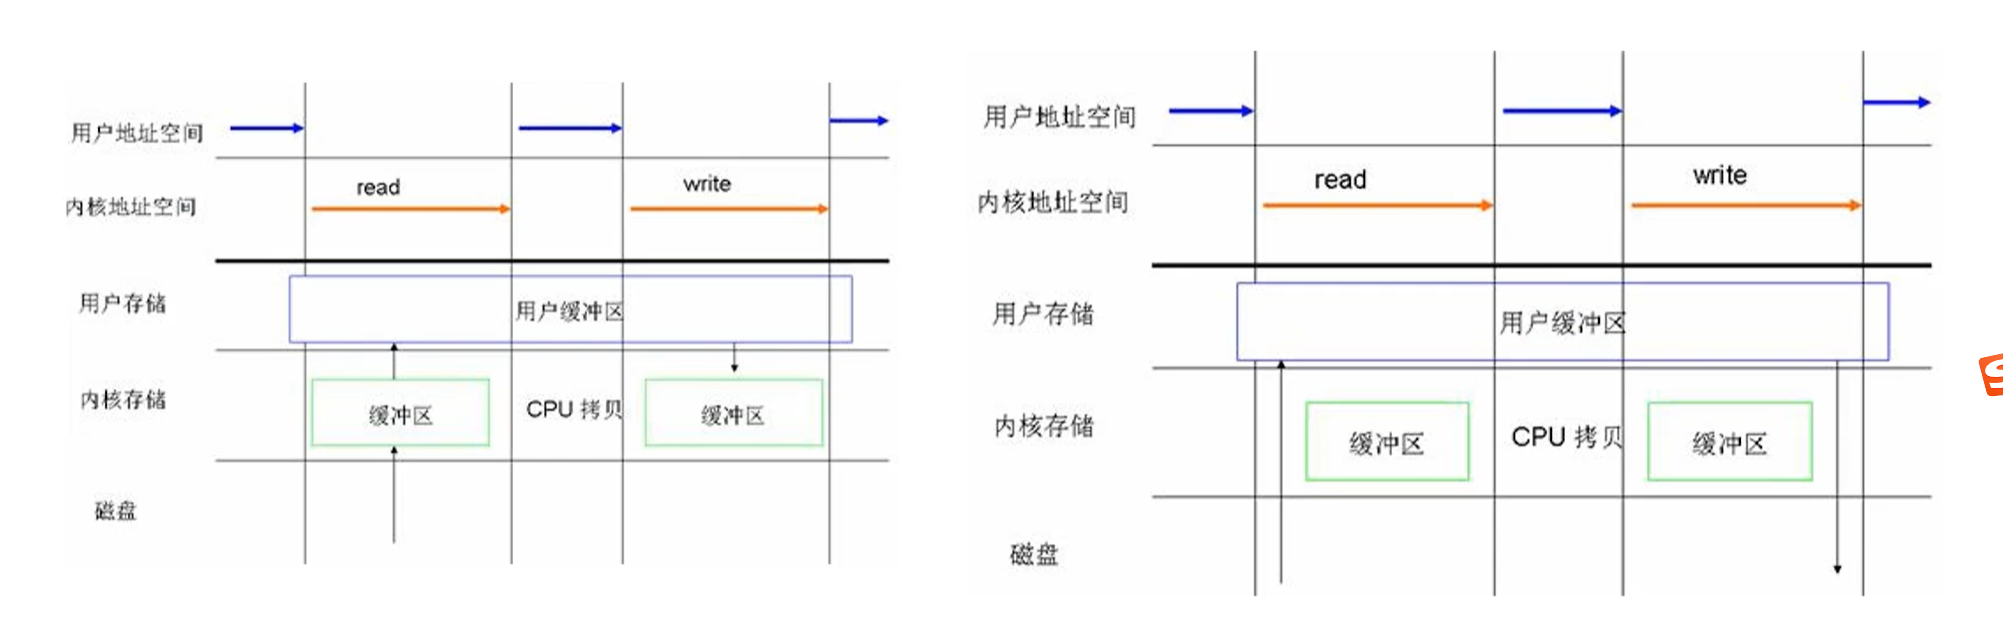 用户地址空间
内核地址空间
read
write
用户存储
用户缓冲区
内核存储
缓冲区
CPU 拷贝
缓冲区
磁盘
用户地址空间
内核地址空间
read
write
用户存储
用户缓冲区
内核存储
缓冲区
CPU 拷贝
缓冲区
磁盘